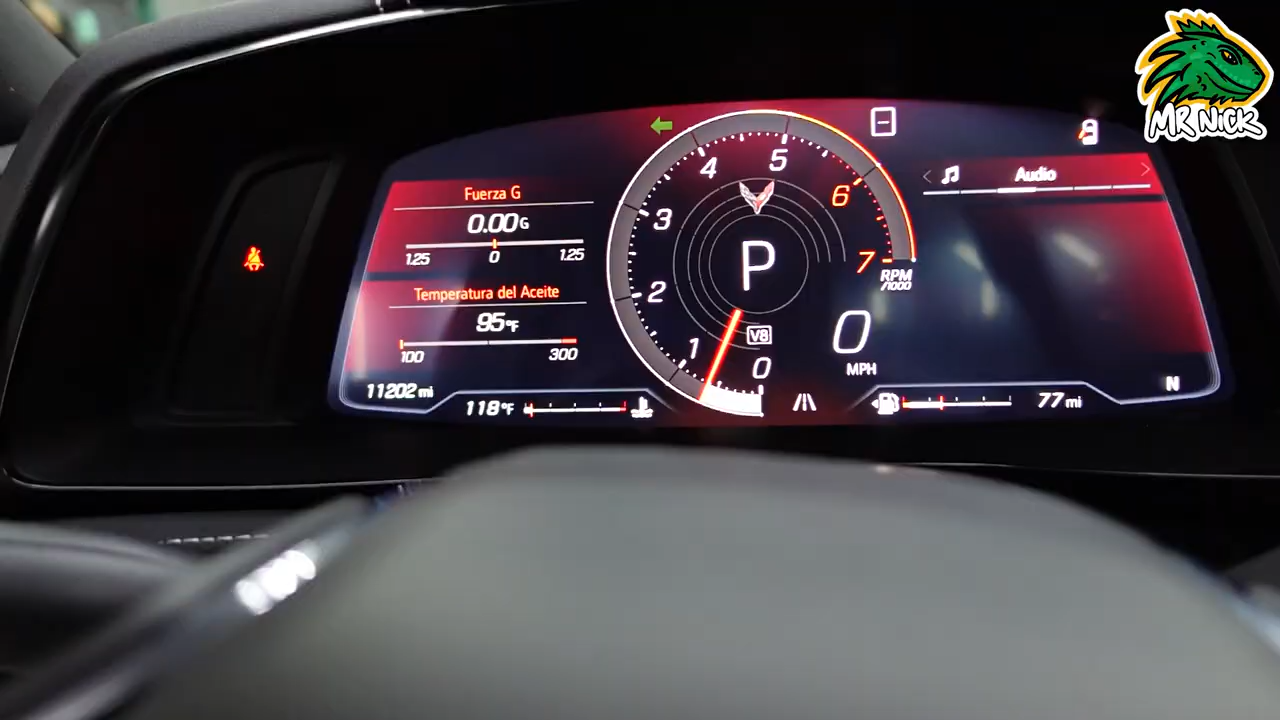 MR NICK
Fuerza G
0.00 G
1.25 0 1.25
Temperatura del Aceite
95 °F
100 300
11202 mi
118 °F
0 1 2 3 4 5 6 7
RPM
/1000
P
V8
0
MPH
Audio
77 mi
N